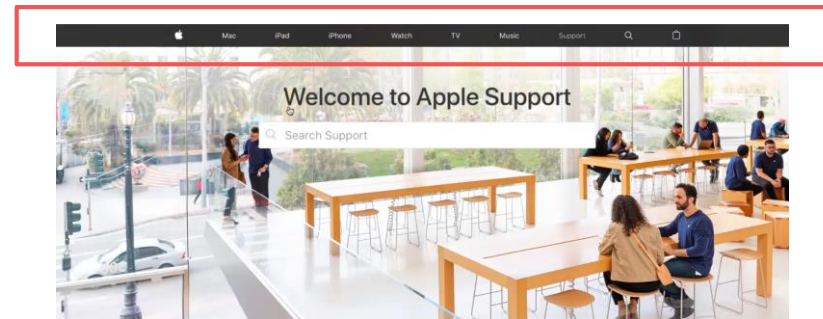 Mac iPad iPhone Watch TV Music Support
Welcome to Apple Support
Search Support